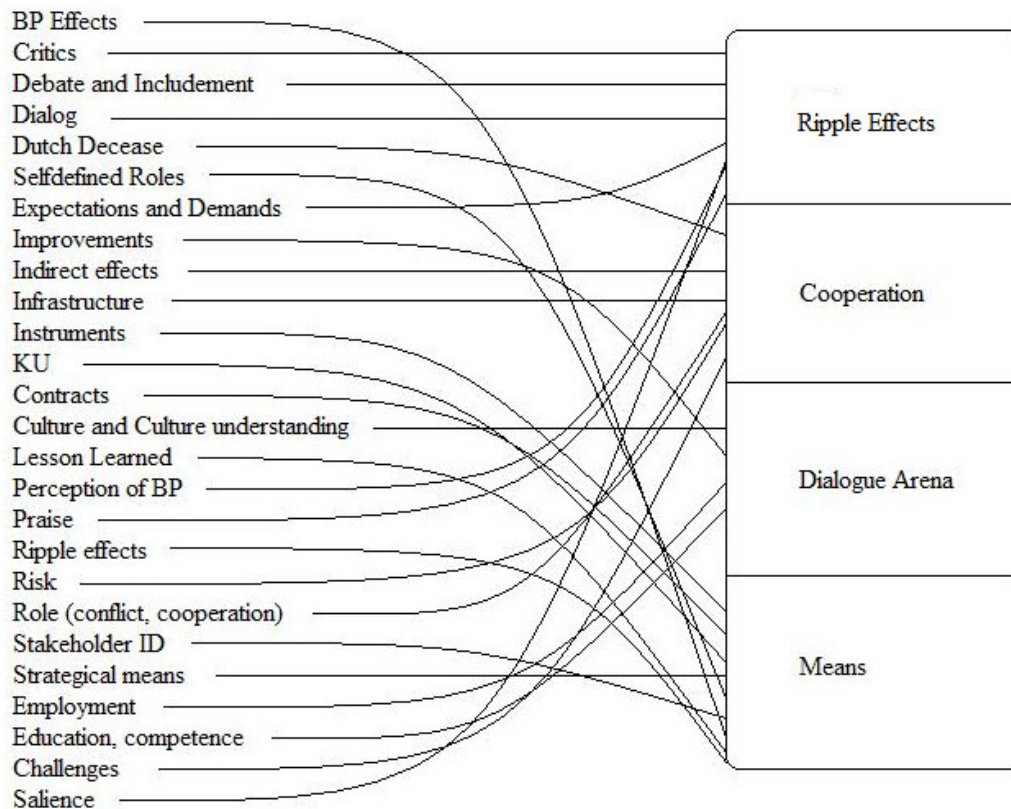 BP Effects
Critics
Debate and Includement
Dialog
Dutch Decease
Selfdefined Roles
Expectations and Demands
Improvements
Indirect effects
Infrastructure
Instruments
KU
Contracts
Culture and Culture understanding
Lesson Learned
Perception of BP
Praise
Ripple effects
Risk
Role (conflict, cooperation)
Stakeholder ID
Strategical means
Employment
Education, competence
Challenges
Salience
Ripple Effects
Cooperation
Dialogue Arena
Means